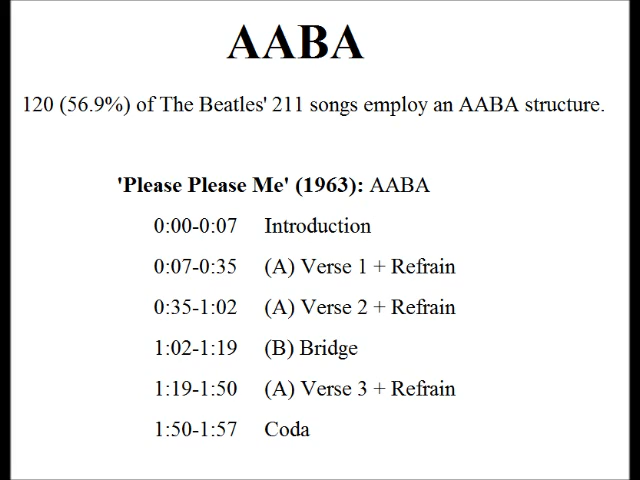 AABA
120 (56.9%) of The Beatles' 211 songs employ an AABA structure.
'Please Please Me' (1963): AABA
0:00-0:07 Introduction
0:07-0:35 (A) Verse 1 + Refrain
0:35-1:02 (A) Verse 2 + Refrain
1:02-1:19 (B) Bridge
1:19-1:50 (A) Verse 3 + Refrain
1:50-1:57 Coda